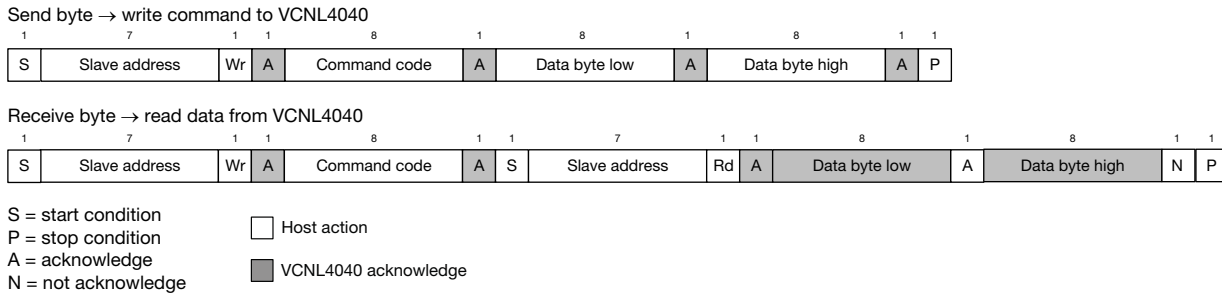 Send byte → write command to VCNL4040
1 7 1 1 8 1 8 1 8 1 1
S Slave address Wr A Command code A Data byte low A Data byte high A P
Receive byte → read data from VCNL4040
1 7 1 1 8 1 1 7 1 1 8 1 8 1 1
S Slave address Wr A Command code A S Slave address Rd A Data byte low A Data byte high N P
S = start condition
P = stop condition
A = acknowledge
N = not acknowledge
Host action
VCNL4040 acknowledge